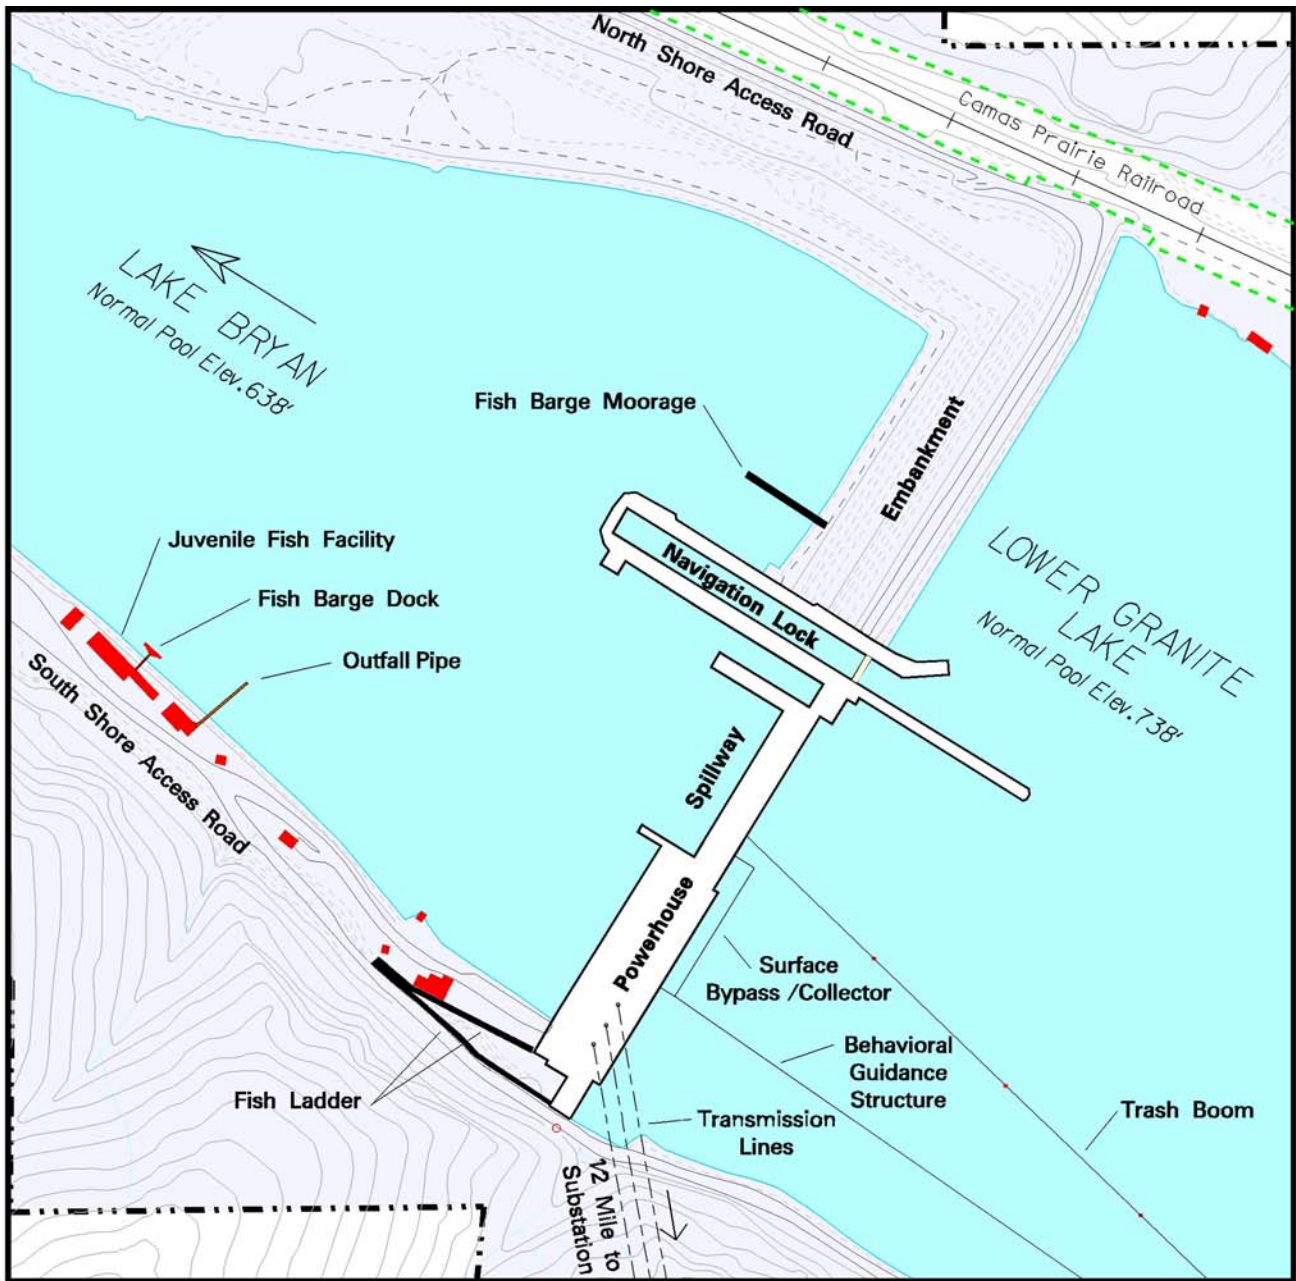 North Shore Access Road
Camas Prairie Railroad
LAKE BRYAN
Normal Pool Elev.638'
Fish Barge Moorage
Embankment
Juvenile Fish Facility
Navigation Lock
LOWER GRANITE
LAKE
Normal Pool Elev.738'
Fish Barge Dock
Outfall Pipe
South Shore Access Road
Spillway
Powerhouse
Surface
Bypass /Collector
Behavioral
Guidance
Structure
Fish Ladder
Transmission
Lines
Trash Boom
1/2 Mile to
Substation